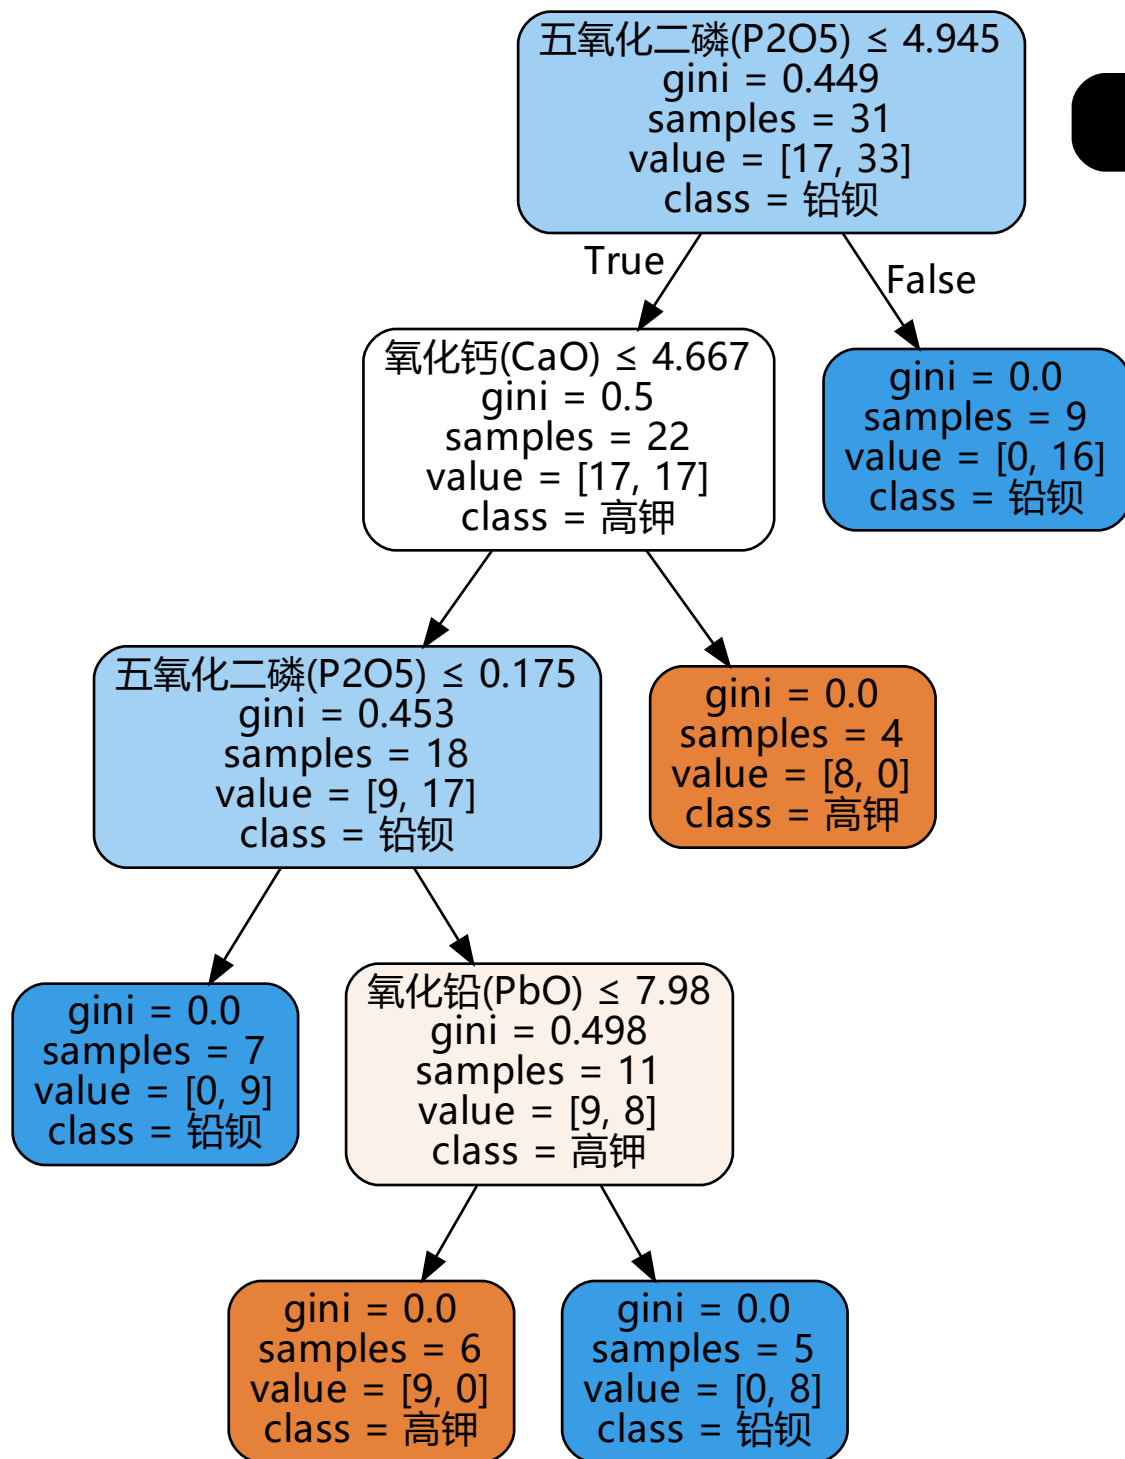 五氧化二磷(P2O5) ≤ 4.945
gini = 0.449
samples = 31
value = [17, 33]
class = 铅钡
True
False
氧化钙(CaO) ≤ 4.667
gini = 0.5
samples = 22
value = [17, 17]
class = 高钾
gini = 0.0
samples = 9
value = [0, 16]
class = 铅钡
五氧化二磷(P2O5) ≤ 0.175
gini = 0.453
samples = 18
value = [9, 17]
class = 铅钡
gini = 0.0
samples = 4
value = [8, 0]
class = 高钾
gini = 0.0
samples = 7
value = [0, 9]
class = 铅钡
氧化铅(PbO) ≤ 7.98
gini = 0.498
samples = 11
value = [9, 8]
class = 高钾
gini = 0.0
samples = 6
value = [9, 0]
class = 高钾
gini = 0.0
samples = 5
value = [0, 8]
class = 铅钡